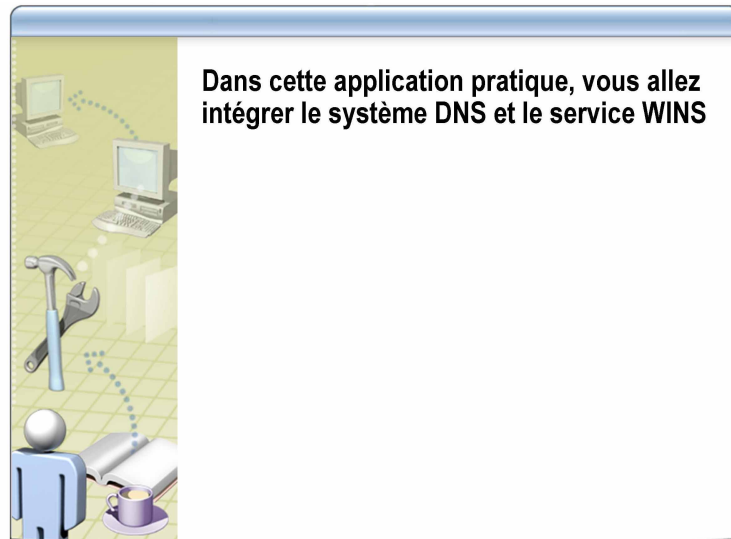 Dans cette application pratique, vous allez
intégrer le système DNS et le service WINS